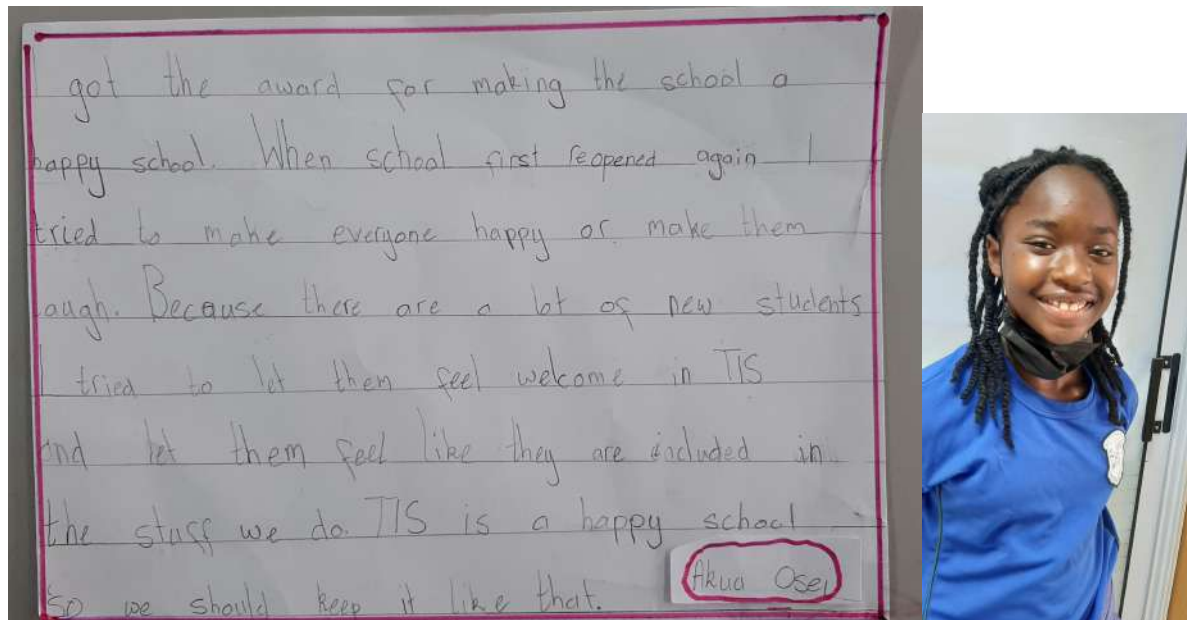 I got the award for making the school a
happy school. When school first reopened again I
tried to make everyone happy or make them
laugh. Because there are a lot of new students
I tried to let them feel welcome in TIS
and let them feel like they are included in
the stuff we do. TIS is a happy school
so we should keep it like that.
Akua Osei